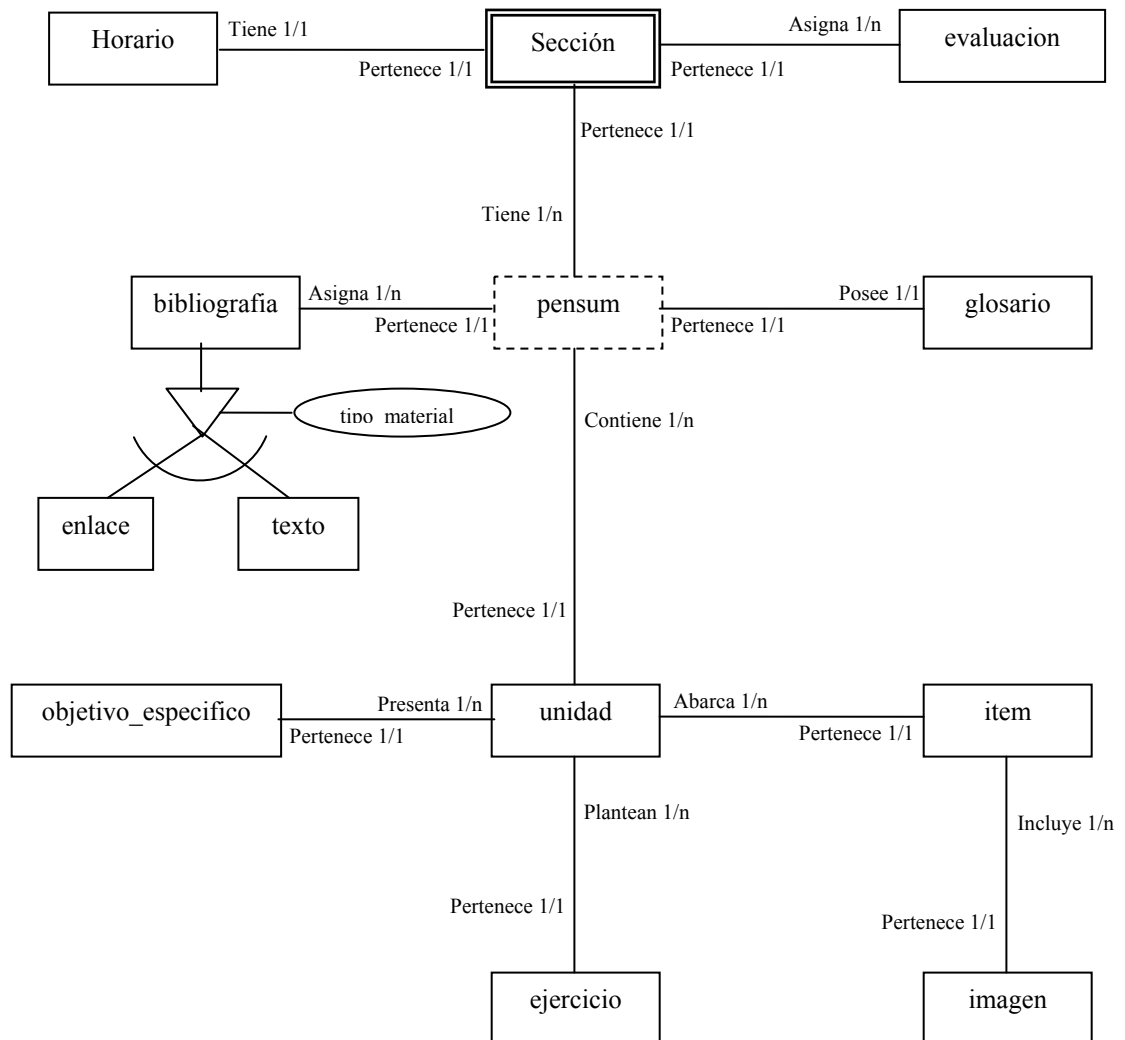 Horario
Tiene 1/1
Pertenece 1/1
Sección
Asigna 1/n
Pertenece 1/1
evaluacion
Pertenece 1/1
Tiene 1/n
bibliografia
Asigna 1/n
Pertenece 1/1
pensum
Posee 1/1
Pertenece 1/1
glosario
tipo_material
Contiene 1/n
enlace
texto
Pertenece 1/1
objetivo_especifico
Presenta 1/n
Pertenece 1/1
unidad
Abarca 1/n
Pertenece 1/1
item
Plantean 1/n
Incluye 1/n
Pertenece 1/1
Pertenece 1/1
ejercicio
imagen